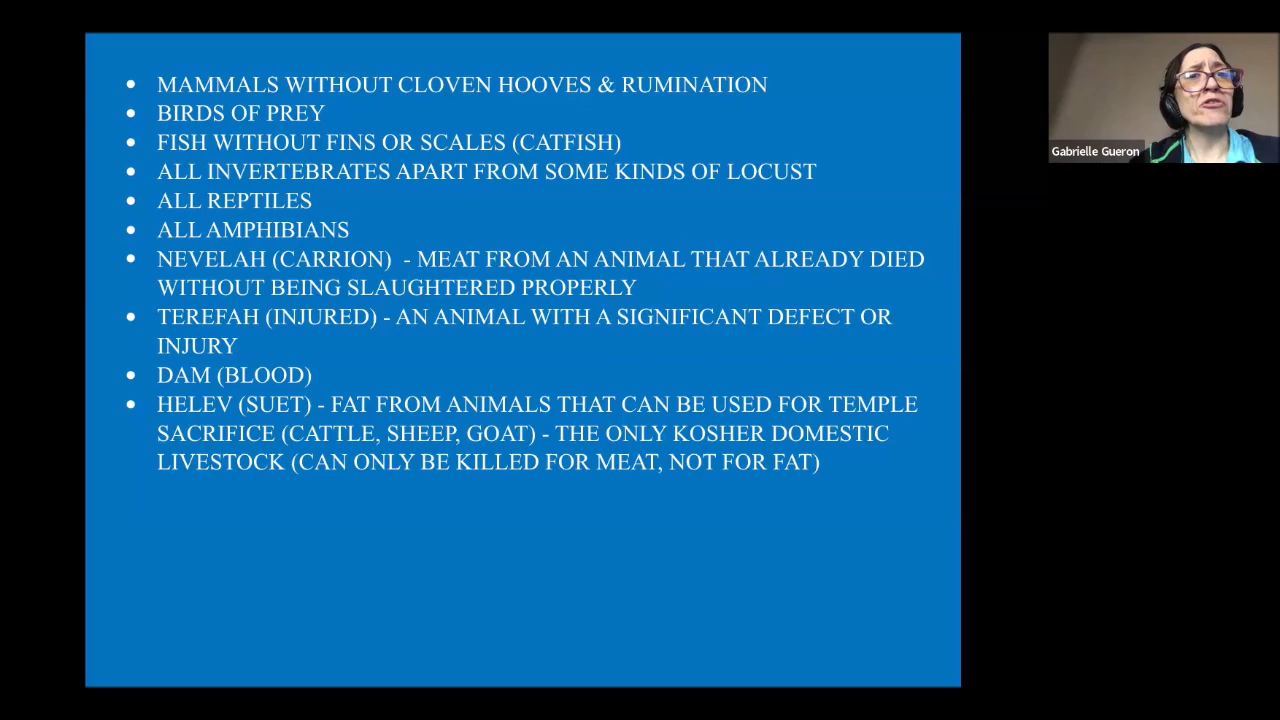 • MAMMALS WITHOUT CLOVEN HOOVES & RUMINATION
• BIRDS OF PREY
• FISH WITHOUT FINS OR SCALES (CATFISH)
• ALL INVERTEBRATES APART FROM SOME KINDS OF LOCUST
• ALL REPTILES
• ALL AMPHIBIANS
• NEVELAH (CARRION) - MEAT FROM AN ANIMAL THAT ALREADY DIED
WITHOUT BEING SLAUGHTERED PROPERLY
• TEREFAH (INJURED) - AN ANIMAL WITH A SIGNIFICANT DEFECT OR
INJURY
• DAM (BLOOD)
• HELEV (SUET) - FAT FROM ANIMALS THAT CAN BE USED FOR TEMPLE
SACRIFICE (CATTLE, SHEEP, GOAT) - THE ONLY KOSHER DOMESTIC
LIVESTOCK (CAN ONLY BE KILLED FOR MEAT, NOT FOR FAT)
Gabrielle Gueron